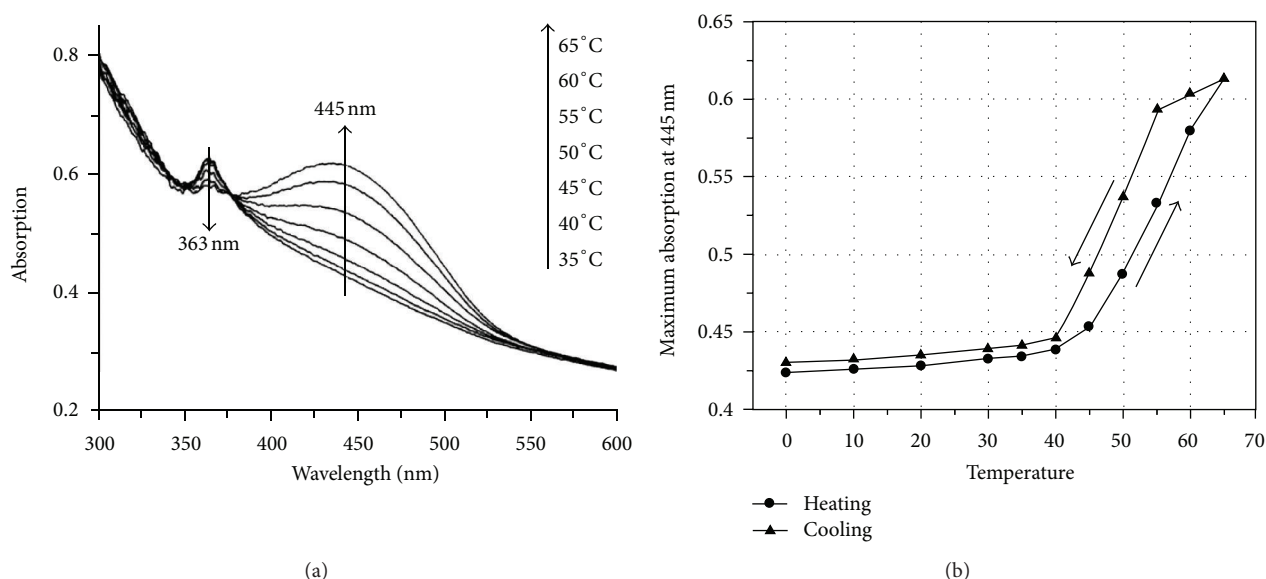 0.8
0.6
0.4
0.2
Absorption
300
350
400
450
500
550
600
Wavelength (nm)
363 nm
445 nm
65°C
60°C
55°C
50°C
45°C
40°C
35°C
(a)
0.65
0.6
0.55
0.5
0.45
0.4
Maximum absorption at 445 nm
0
10
20
30
40
50
60
70
Temperature
Heating
Cooling
(b)